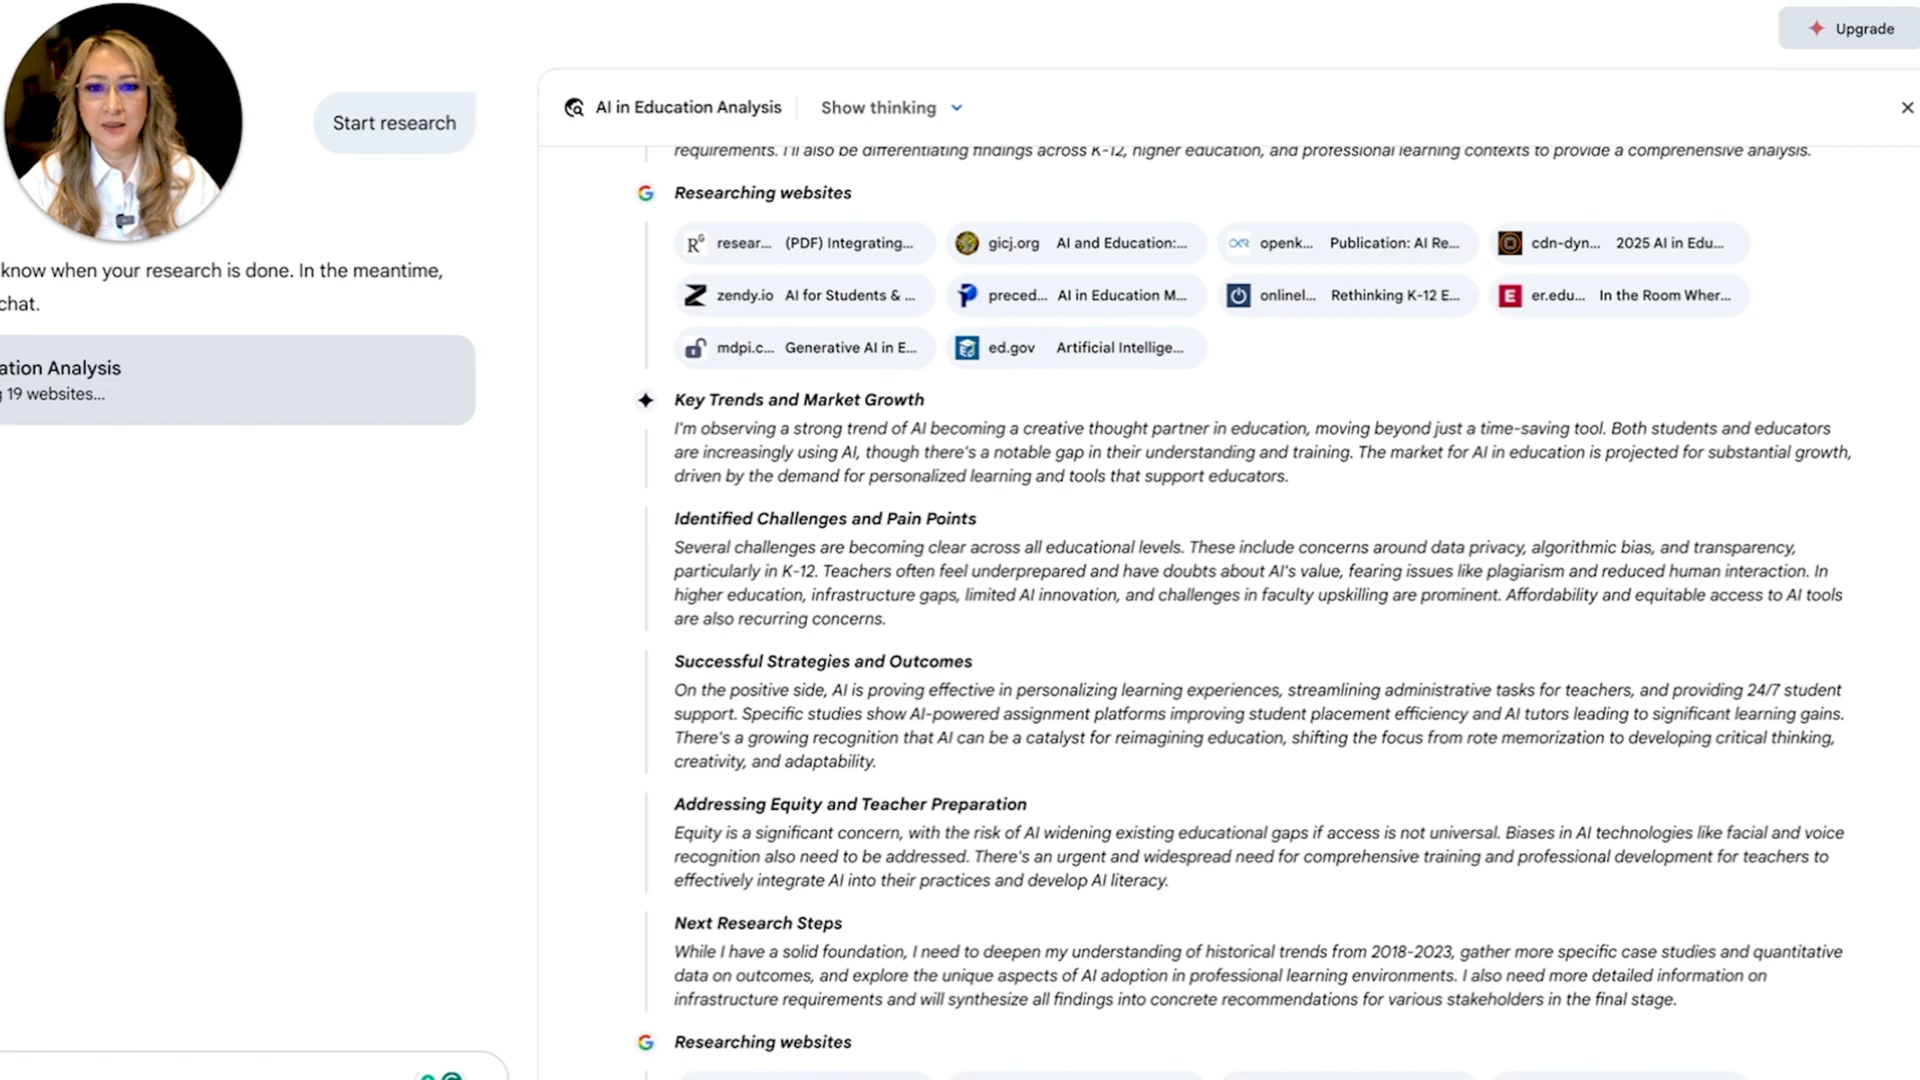 Upgrade
Start research
know when your research is done. In the meantime,
chat.
ation Analysis
19 websites...
AI in Education Analysis
Show thinking
requirements. I'll also be differentiating findings across K-12, higher education, and professional learning contexts to provide a comprehensive analysis.
Researching websites
resear... (PDF) Integrating...
gicj.org AI and Education:...
openk... Publication: AI Re...
cdn-dyn... 2025 AI in Edu...
zendy.io AI for Students & ...
preced... AI in Education M...
onlinel... Rethinking K-12 E...
er.edu... In the Room Wher...
mdpi.c... Generative AI in E...
ed.gov Artificial Intellige...
Key Trends and Market Growth
I'm observing a strong trend of AI becoming a creative thought partner in education, moving beyond just a time-saving tool. Both students and educators
are increasingly using AI, though there's a notable gap in their understanding and training. The market for AI in education is projected for substantial growth,
driven by the demand for personalized learning and tools that support educators.
Identified Challenges and Pain Points
Several challenges are becoming clear across all educational levels. These include concerns around data privacy, algorithmic bias, and transparency,
particularly in K-12. Teachers often feel underprepared and have doubts about AI's value, fearing issues like plagiarism and reduced human interaction. In
higher education, infrastructure gaps, limited AI innovation, and challenges in faculty upskilling are prominent. Affordability and equitable access to AI tools
are also recurring concerns.
Successful Strategies and Outcomes
On the positive side, AI is proving effective in personalizing learning experiences, streamlining administrative tasks for teachers, and providing 24/7 student
support. Specific studies show AI-powered assignment platforms improving student placement efficiency and AI tutors leading to significant learning gains.
There's a growing recognition that AI can be a catalyst for reimagining education, shifting the focus from rote memorization to developing critical thinking,
creativity, and adaptability.
Addressing Equity and Teacher Preparation
Equity is a significant concern, with the risk of AI widening existing educational gaps if access is not universal. Biases in AI technologies like facial and voice
recognition also need to be addressed. There's an urgent and widespread need for comprehensive training and professional development for teachers to
effectively integrate AI into their practices and develop AI literacy.
Next Research Steps
While I have a solid foundation, I need to deepen my understanding of historical trends from 2018-2023, gather more specific case studies and quantitative
data on outcomes, and explore the unique aspects of AI adoption in professional learning environments. I also need more detailed information on
infrastructure requirements and will synthesize all findings into concrete recommendations for various stakeholders in the final stage.
Researching websites